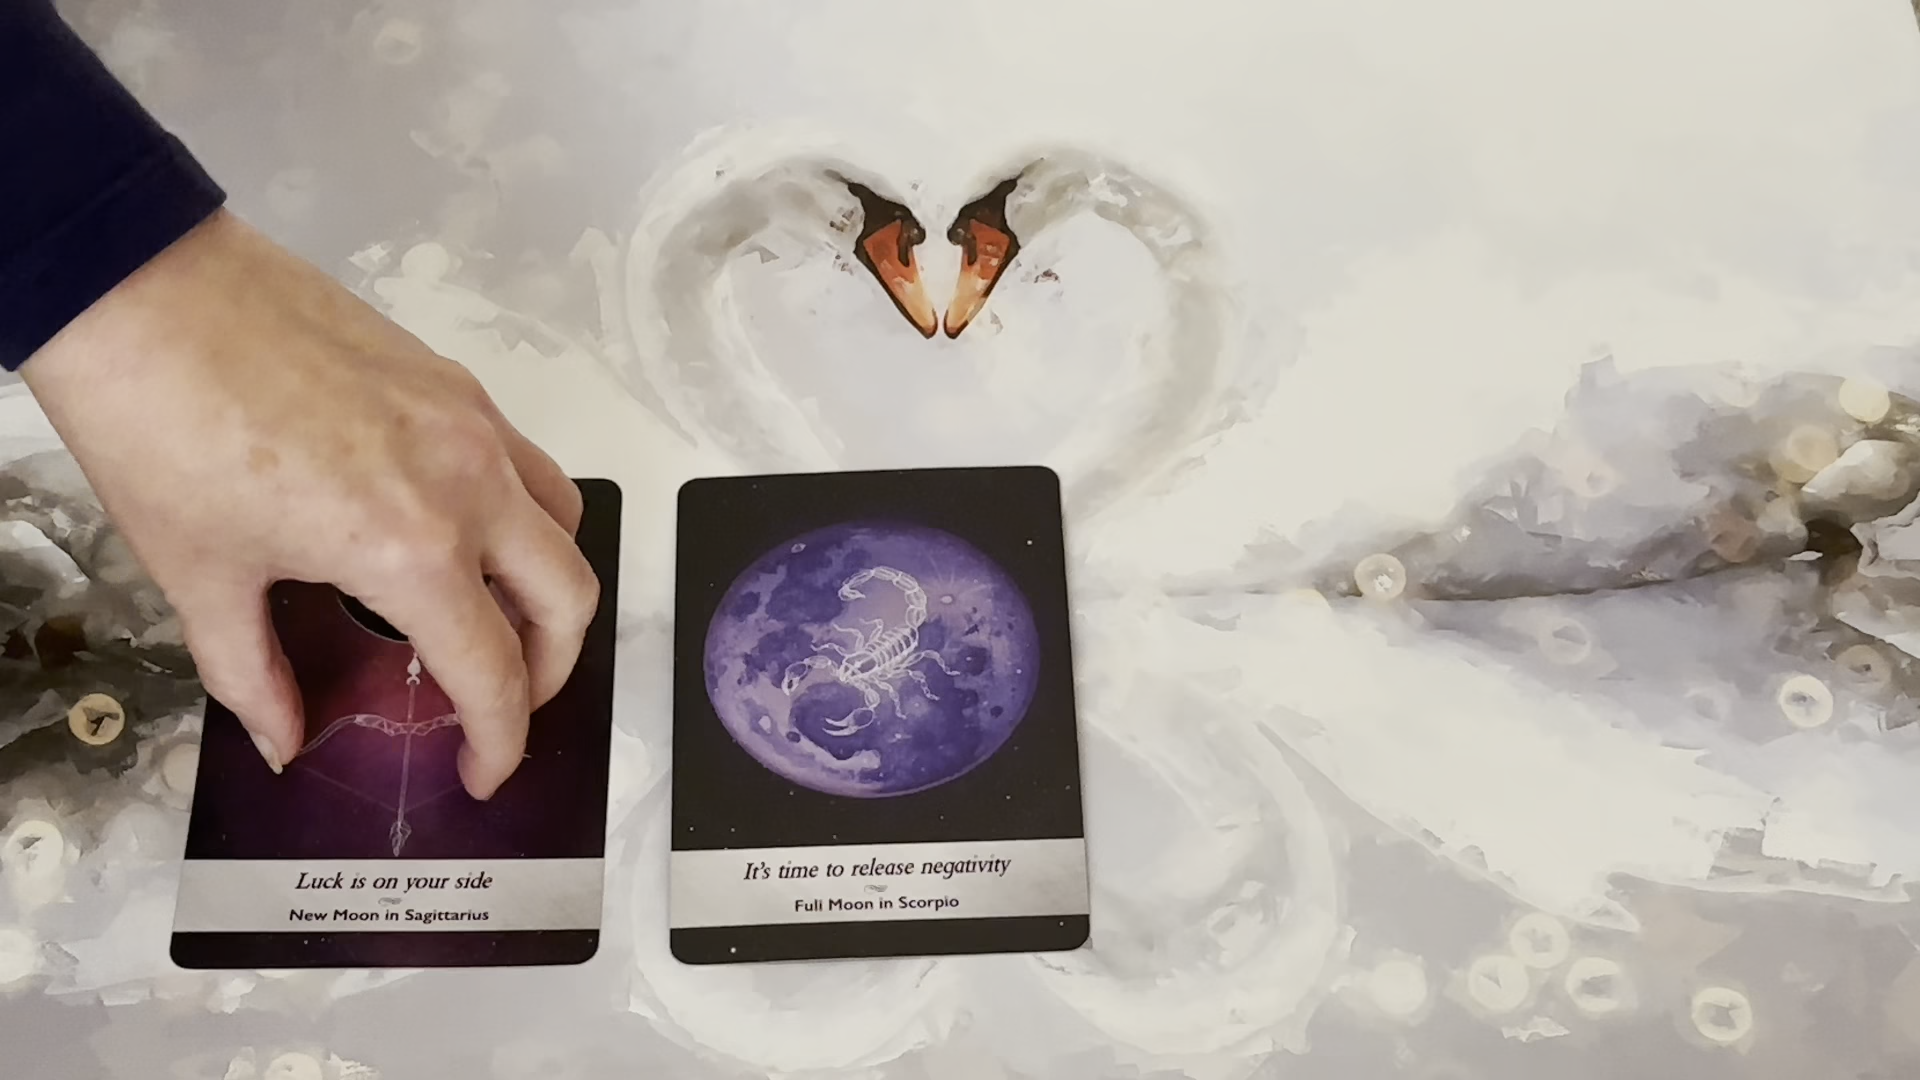 Luck is on your side
New Moon in Sagittarius
It's time to release negativity
Full Moon in Scorpio